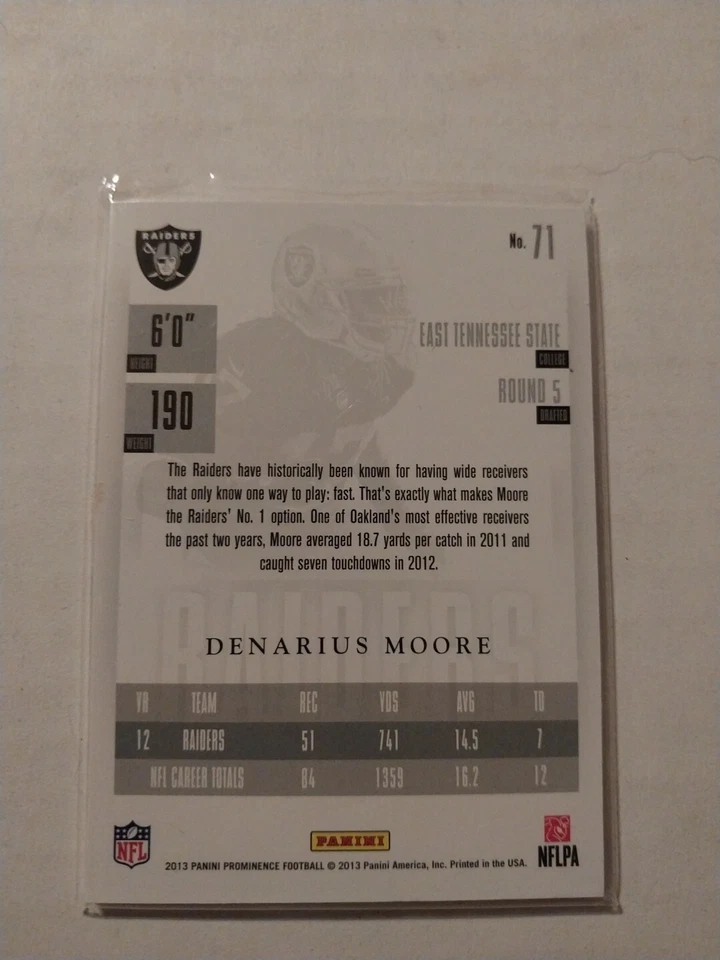 RAIDERS
No. 71
6'0"
HEIGHT
EAST TENNESSEE STATE
COLLEGE
190
WEIGHT
ROUND 5
DRAFTED
The Raiders have historically been known for having wide receivers
that only know one way to play: fast. That's exactly what makes Moore
the Raiders' No. 1 option. One of Oakland's most effective receivers
the past two years, Moore averaged 18.7 yards per catch in 2011 and
caught seven touchdowns in 2012.
RAIDERS
DENARIUS MOORE
YR TEAM REC YDS AVG TD
12 RAIDERS 51 741 14.5 7
NFL CAREER TOTALS 84 1359 16.2 12
NFL
PANINI
NFLPA
2013 PANINI PROMINENCE FOOTBALL © 2013 Panini America, Inc. Printed in the USA.